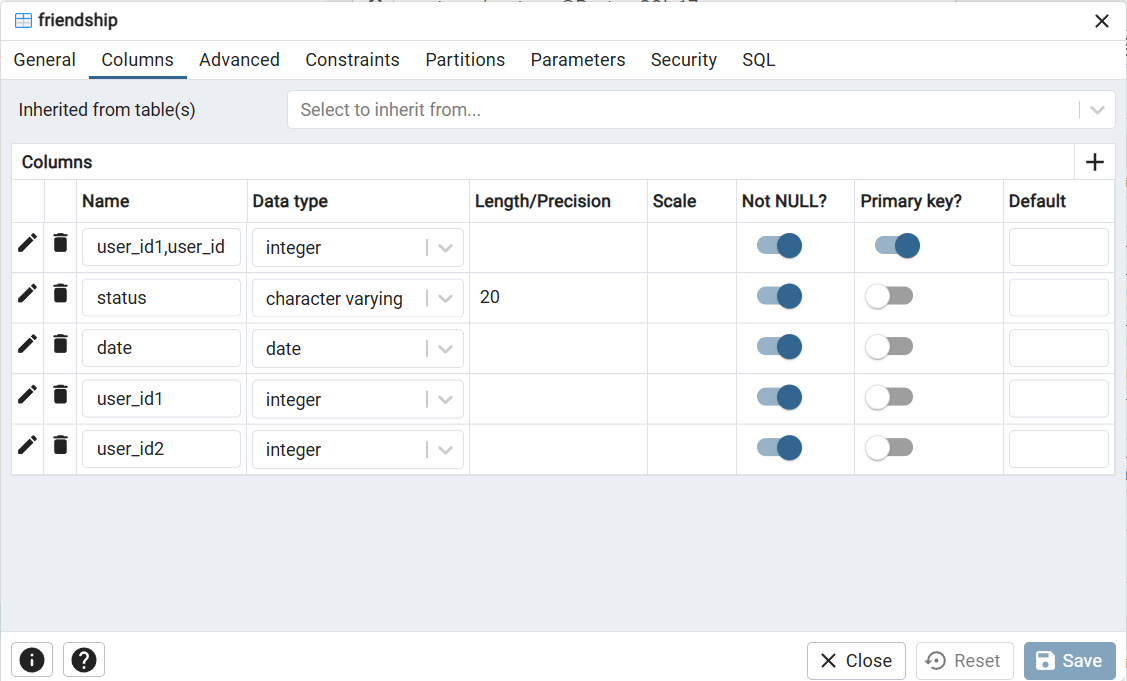 friendship
General Columns Advanced Constraints Partitions Parameters Security SQL
Inherited from table(s) Select to inherit from...
Columns
Name Data type Length/Precision Scale Not NULL? Primary key? Default
user_id1,user_id integer
status character varying 20
date date
user_id1 integer
user_id2 integer
Close Reset Save